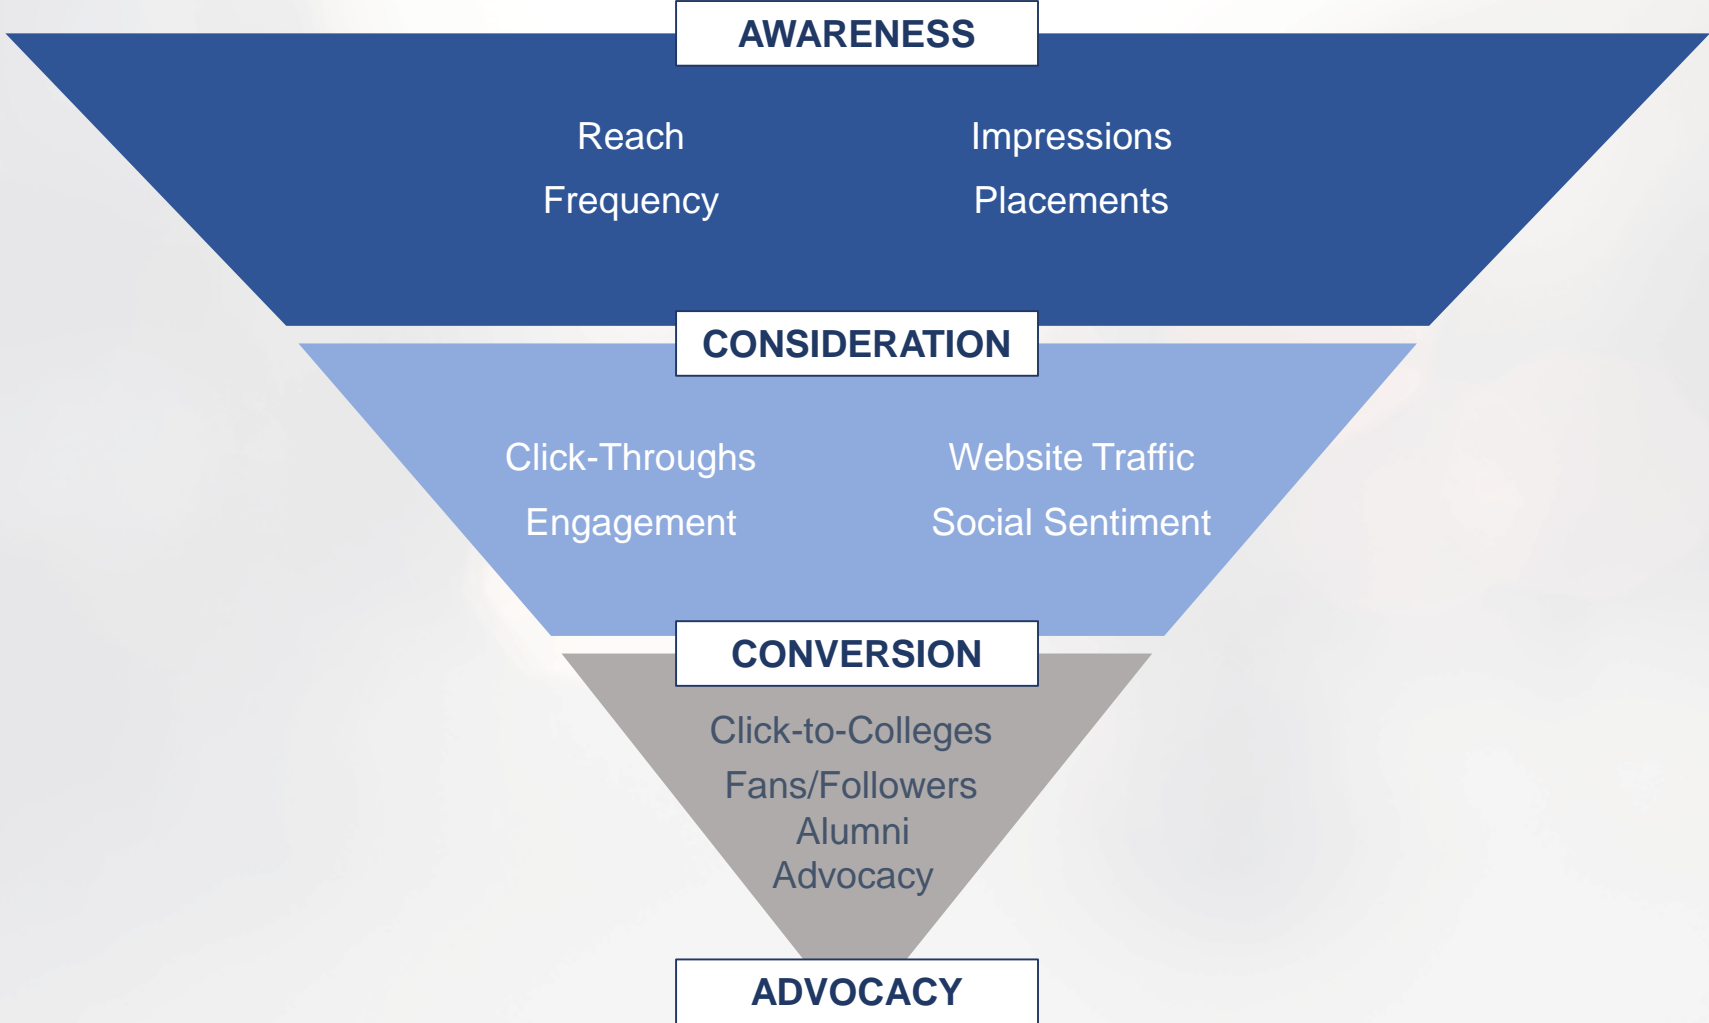 AWARENESS
Reach Impressions
Frequency Placements
CONSIDERATION
Click-Throughs Website Traffic
Engagement Social Sentiment
CONVERSION
Click-to-Colleges
Fans/Followers
Alumni
Advocacy
ADVOCACY